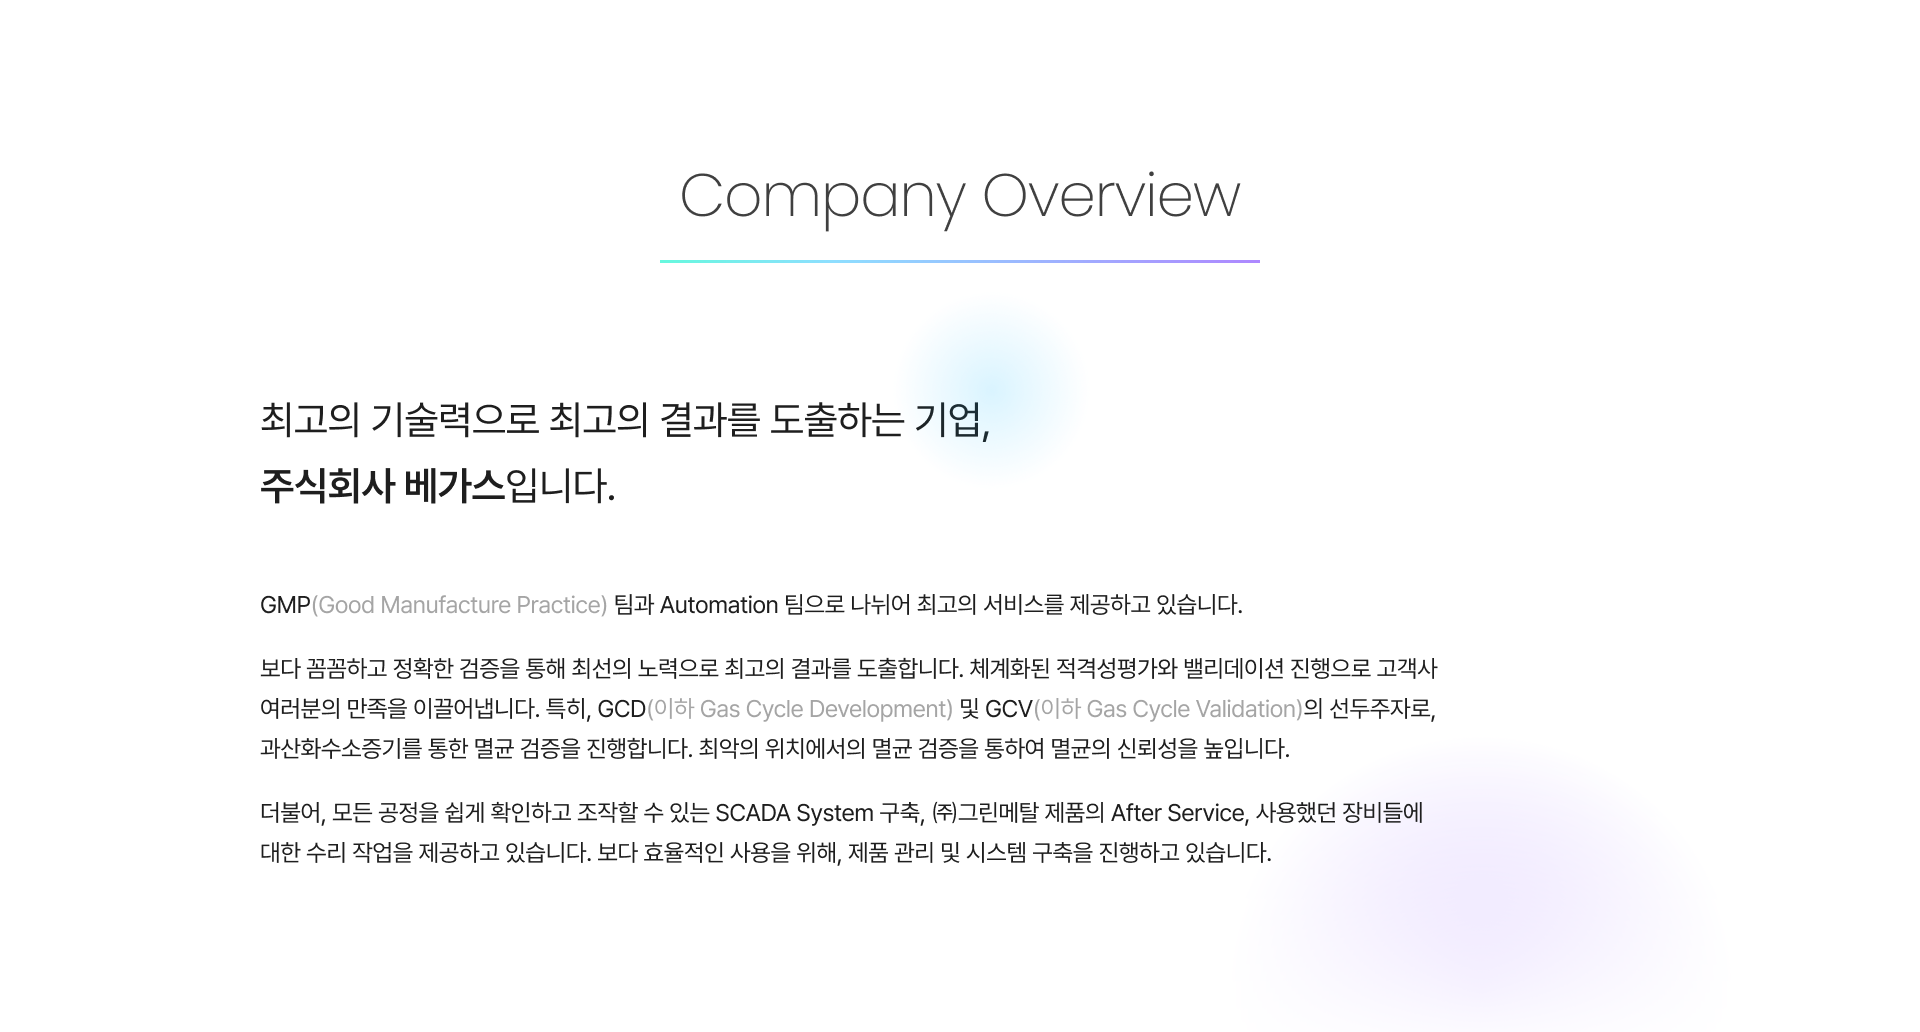 Company Overview
최고의 기술력으로 최고의 결과를 도출하는 기업,
주식회사 베가스입니다.
GMP(Good Manufacture Practice) 팀과 Automation 팀으로 나뉘어 최고의 서비스를 제공하고 있습니다.
보다 꼼꼼하고 정확한 검증을 통해 최선의 노력으로 최고의 결과를 도출합니다. 체계화된 적격성평가와 밸리데이션 진행으로 고객사
여러분의 만족을 이끌어냅니다. 특히, GCD(이하 Gas Cycle Development) 및 GCV(이하 Gas Cycle Validation)의 선두주자로,
과산화수소증기를 통한 멸균 검증을 진행합니다. 최악의 위치에서의 멸균 검증을 통하여 멸균의 신뢰성을 높입니다.
더불어, 모든 공정을 쉽게 확인하고 조작할 수 있는 SCADA System 구축, ㈜그린메탈 제품의 After Service, 사용했던 장비들에
대한 수리 작업을 제공하고 있습니다. 보다 효율적인 사용을 위해, 제품 관리 및 시스템 구축을 진행하고 있습니다.